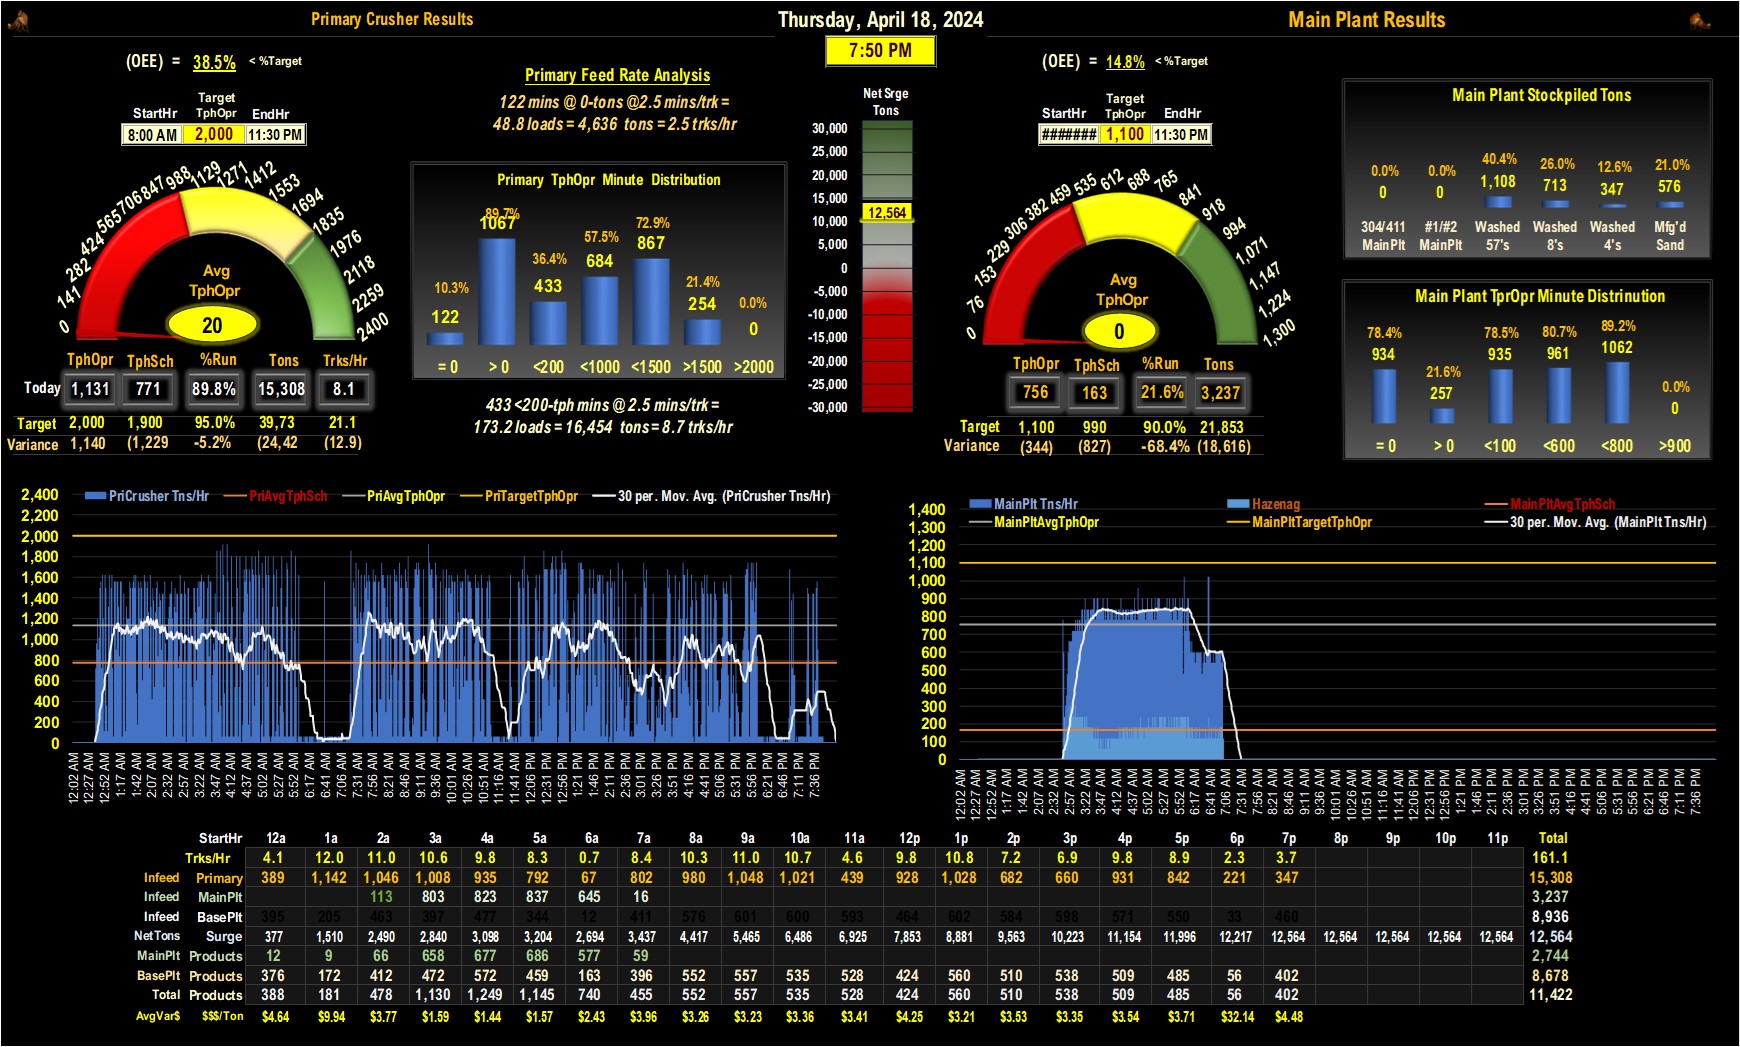 Primary Crusher Results
Thursday, April 18, 2024
Main Plant Results
7:50 PM
(OEE) = 38.5% < %Target
StartHr Target TphOpr EndHr
8:00 AM 2,000 11:30 PM
0 141 282 424 565 706 847 988 1129 1271 1412 1553 1694 1835 1976 2118 2259 2400
Avg
TphOpr
20
TphOpr TphSch %Run Tons Trks/Hr
Today 1,131 771 89.8% 15,308 8.1
Target 2,000 1,900 95.0% 39,73 21.1
Variance 1,140 (1,229 -5.2% (24,42 (12.9)
Primary Feed Rate Analysis
122 mins @ 0-tons @2.5 mins/trk =
48.8 loads = 4,636 tons = 2.5 trks/hr
Primary TphOpr Minute Distribution
10.3% 89.7% 36.4% 57.5% 72.9% 21.4% 0.0%
122 1067 433 684 867 254 0
= 0 > 0 <200 <1000 <1500 >1500 >2000
433 <200-tph mins @ 2.5 mins/trk =
173.2 loads = 16,454 tons = 8.7 trks/hr
Net Srge
Tons
30,000
25,000
20,000
15,000
12,564
10,000
5,000
0
-5,000
-10,000
-15,000
-20,000
-25,000
-30,000
(OEE) = 14.8% < %Target
StartHr Target TphOpr EndHr
####### 1,100 11:30 PM
0 76 153 229 306 382 459 535 612 688 765 841 918 994 1,071 1,147 1,224 1,300
Avg
TphOpr
0
TphOpr TphSch %Run Tons
756 163 21.6% 3,237
Target 1,100 990 90.0% 21,853
Variance (344) (827) -68.4% (18,616)
Main Plant Stockpiled Tons
0.0% 0.0% 40.4% 26.0% 12.6% 21.0%
0 0 1,108 713 347 576
304/411 #1/#2 Washed Washed Washed Mfg'd
MainPlt MainPlt 57's 8's 4's Sand
Main Plant TprOpr Minute Distrinution
78.4% 21.6% 78.5% 80.7% 89.2% 0.0%
934 257 935 961 1062 0
= 0 > 0 <100 <600 <800 >900
PriCrusher Tns/Hr PriAvgTphSch PriAvgTphOpr PriTargetTphOpr 30 per. Mov. Avg. (PriCrusher Tns/Hr)
2,400
2,200
2,000
1,800
1,600
1,400
1,200
1,000
800
600
400
200
0
12:02 AM 12:27 AM 12:52 AM 1:17 AM 1:42 AM 2:07 AM 2:32 AM 2:57 AM 3:22 AM 3:47 AM 4:12 AM 4:37 AM 5:02 AM 5:27 AM 5:52 AM 6:17 AM 6:41 AM 7:06 AM 7:31 AM 7:56 AM 8:21 AM 8:46 AM 9:11 AM 9:36 AM 10:01 AM 10:26 AM 10:51 AM 11:16 AM 11:41 AM 12:06 PM 12:31 PM 12:56 PM 1:21 PM 1:46 PM 2:11 PM 2:36 PM 3:01 PM 3:26 PM 3:51 PM 4:16 PM 4:41 PM 5:06 PM 5:31 PM 5:56 PM 6:21 PM 6:46 PM 7:11 PM 7:36 PM
MainPlt Tns/Hr Hazenag MainPltAvgTphSch
MainPltAvgTphOpr MainPltTargetTphOpr 30 per. Mov. Avg. (MainPlt Tns/Hr)
1,400
1,300
1,200
1,100
1,000
900
800
700
600
500
400
300
200
100
0
12:02 AM 12:27 AM 12:52 AM 1:17 AM 1:42 AM 2:07 AM 2:32 AM 2:57 AM 3:22 AM 3:47 AM 4:12 AM 4:37 AM 5:02 AM 5:27 AM 5:52 AM 6:17 AM 6:41 AM 7:06 AM 7:31 AM 7:56 AM 8:21 AM 8:46 AM 9:11 AM 9:36 AM 10:01 AM 10:26 AM 10:51 AM 11:16 AM 11:41 AM 12:06 PM 12:31 PM 12:56 PM 1:21 PM 1:46 PM 2:11 PM 2:36 PM 3:01 PM 3:26 PM 3:51 PM 4:16 PM 4:41 PM 5:06 PM 5:31 PM 5:56 PM 6:21 PM 6:46 PM 7:11 PM 7:36 PM
StartHr 12a 1a 2a 3a 4a 5a 6a 7a 8a 9a 10a 11a 12p 1p 2p 3p 4p 5p 6p 7p 8p 9p 10p 11p Total
Trks/Hr 4.1 12.0 11.0 10.6 9.8 8.3 0.7 8.4 10.3 11.0 10.7 4.6 9.8 10.8 7.2 6.9 9.8 8.9 2.3 3.7 161.1
Infeed Primary 389 1,142 1,046 1,008 935 792 67 802 980 1,048 1,021 439 928 1,028 682 660 931 842 221 347 15,308
Infeed MainPlt 113 803 823 837 645 16 3,237
Infeed BasePlt 395 205 463 397 477 344 12 411 576 601 600 593 464 602 584 598 571 550 33 460 8,936
NetTons Surge 377 1,510 2,490 2,840 3,098 3,204 2,694 3,437 4,417 5,465 6,486 6,925 7,853 8,881 9,563 10,223 11,154 11,996 12,217 12,564 12,564 12,564 12,564 12,564 12,564
MainPlt Products 12 9 66 658 677 686 577 59 2,744
BasePlt Products 376 172 412 472 572 459 163 396 552 557 535 528 424 560 510 538 509 485 56 402 8,678
Total Products 388 181 478 1,130 1,249 1,145 740 455 552 557 535 528 424 560 510 538 509 485 56 402 11,422
AvgVar$ $$$/Ton $4.64 $9.94 $3.77 $1.59 $1.44 $1.57 $2.43 $3.96 $3.26 $3.23 $3.36 $3.41 $4.25 $3.21 $3.53 $3.35 $3.54 $3.71 $32.14 $4.48